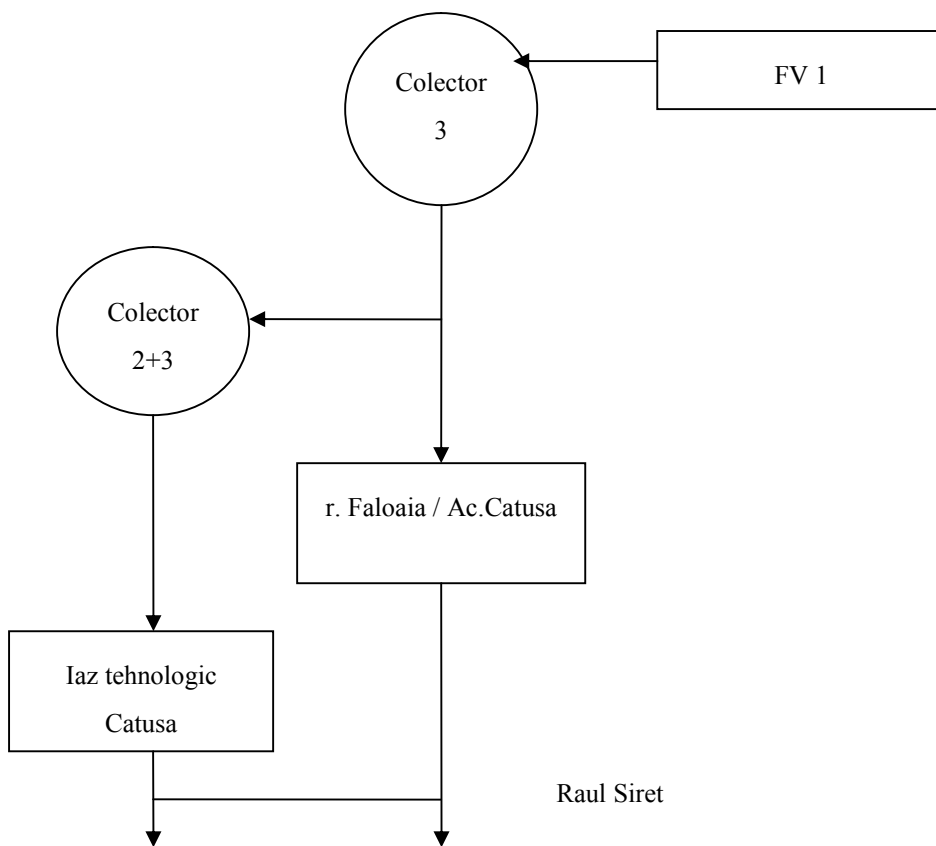 Colector
3
FV 1
Colector
2+3
r. Faloaia / Ac.Catusa
Iaz tehnologic
Catusa
Raul Siret